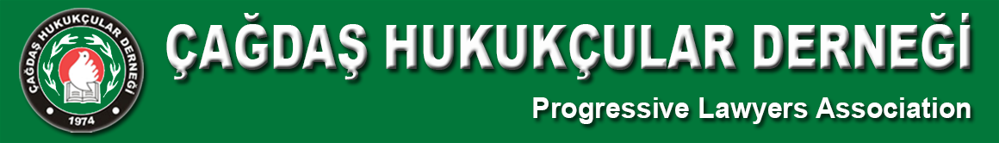 ÇAĞDAŞ HUKUKÇULAR DERNEĞİ
1974
ÇAĞDAŞ HUKUKÇULAR DERNEĞİ
Progressive Lawyers Association